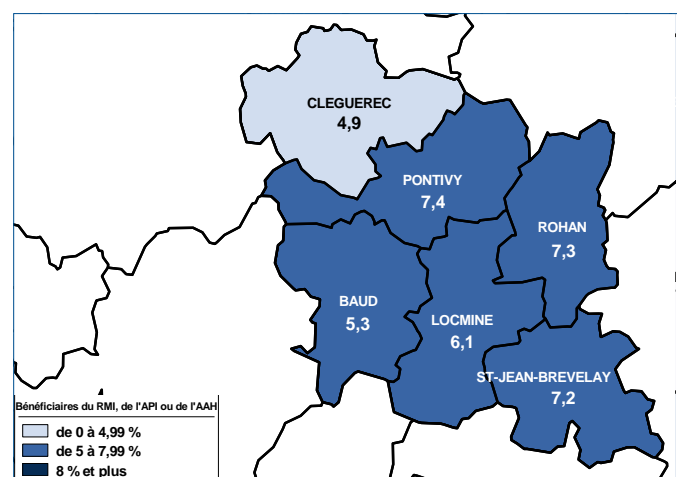 CLEGUEREC
4,9
PONTIVY
7,4
ROHAN
7,3
BAUD
5,3
LOCMINE
6,1
ST-JEAN-BREVELAY
7,2
Bénéficiaires du RMI, de l'API ou de l'AAH
de 0 à 4,99 %
de 5 à 7,99 %
8 % et plus